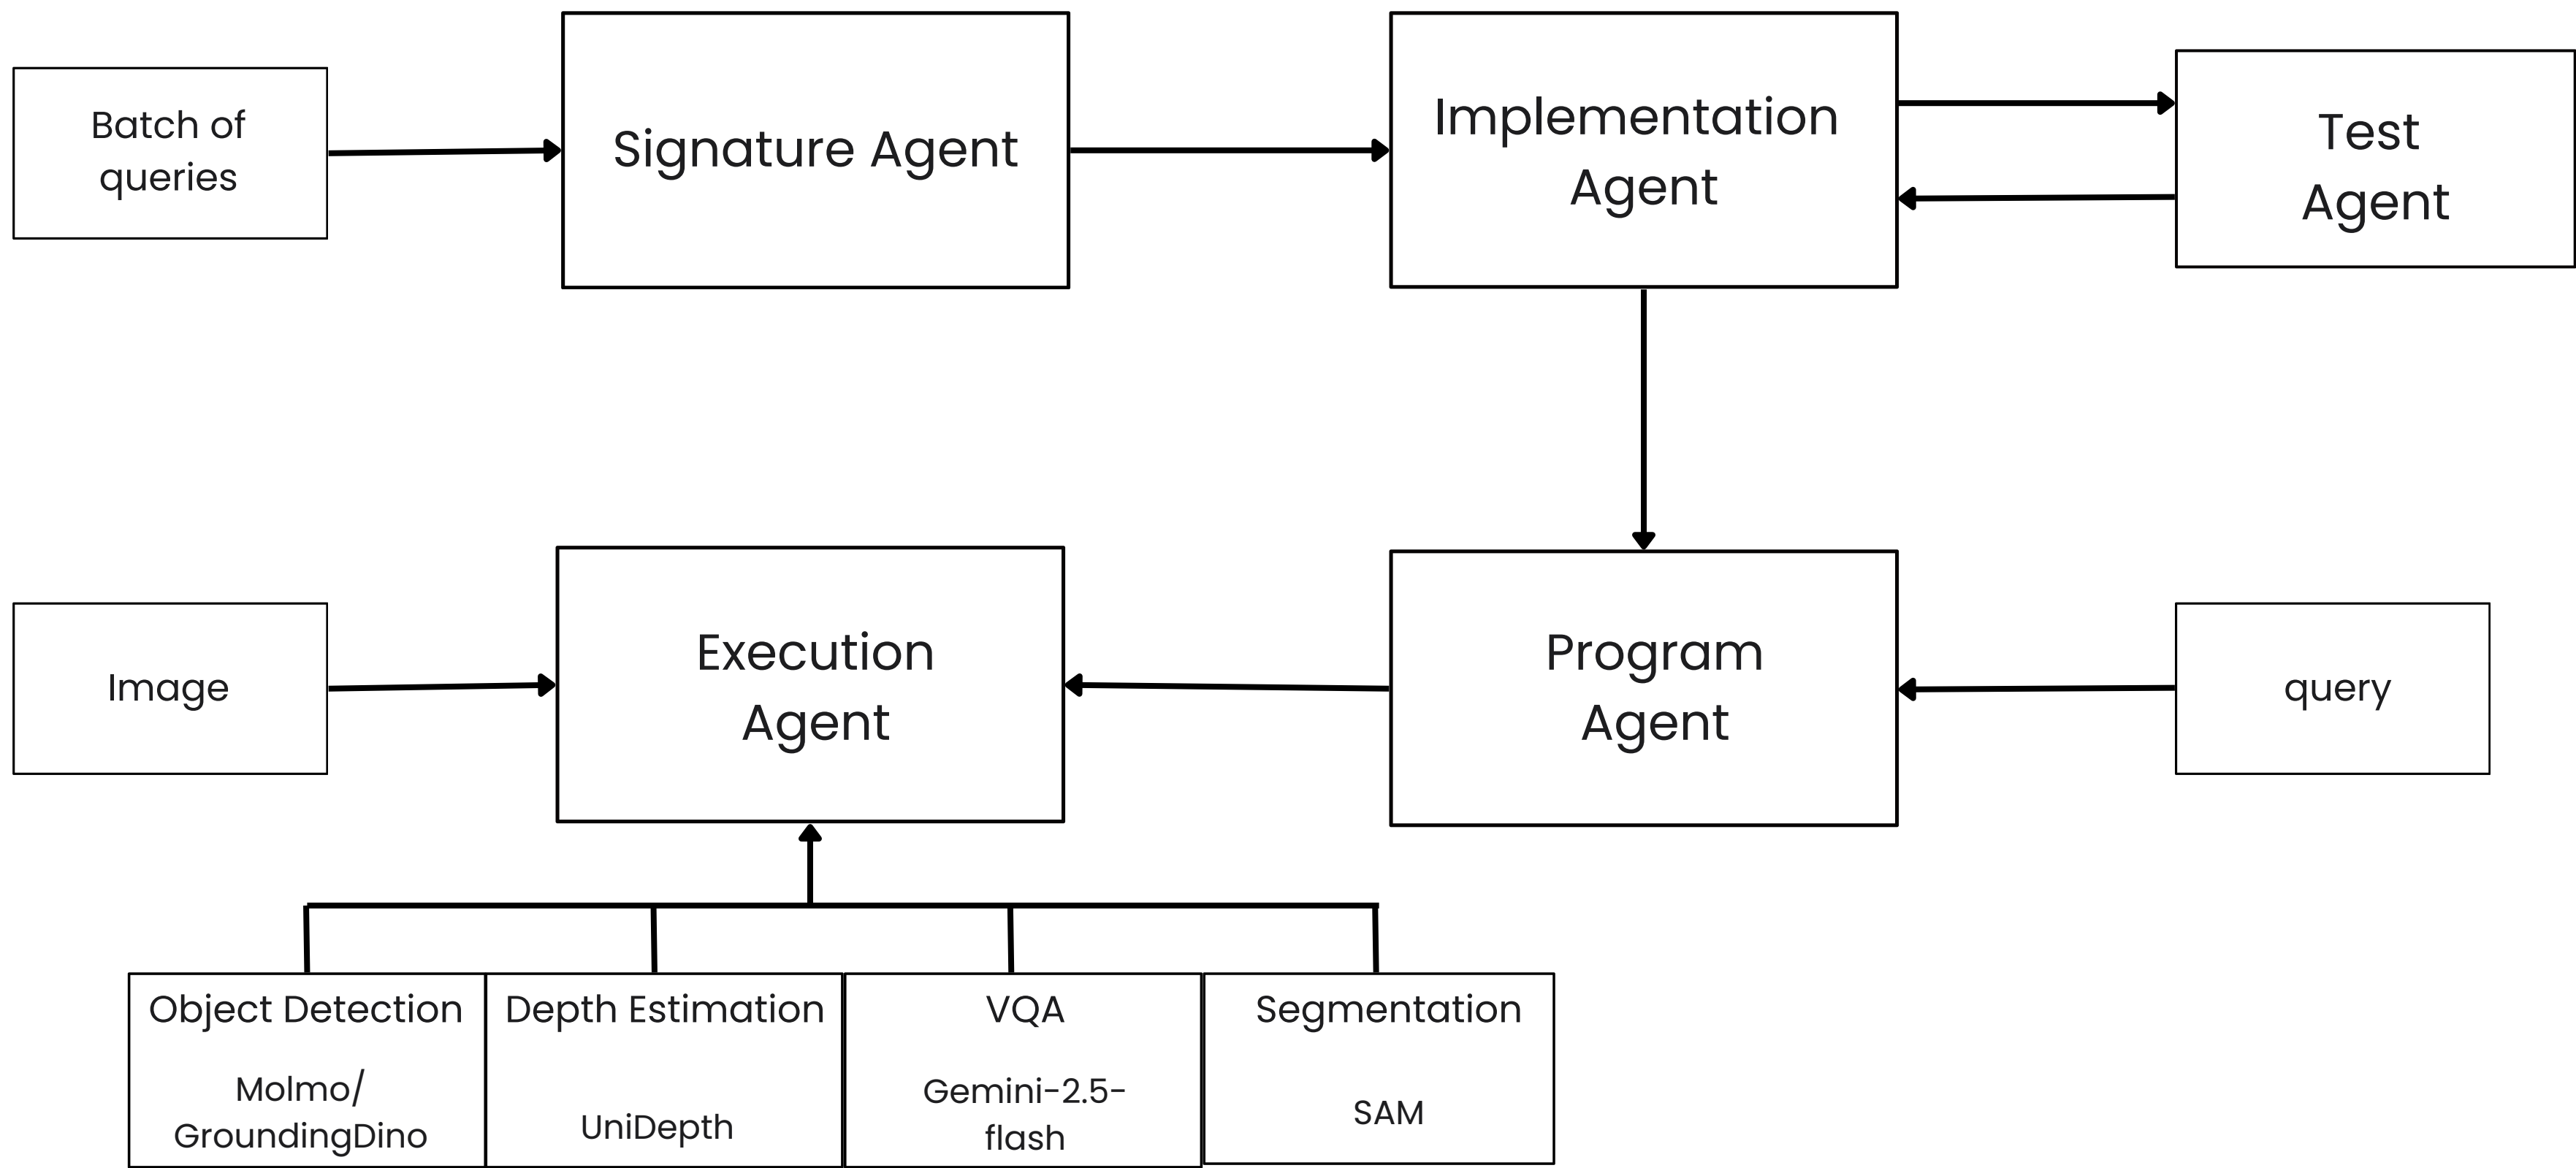 Batch of
queries
Signature Agent
Implementation
Agent
Test
Agent
Image
Execution
Agent
Program
Agent
query
Object Detection
Molmo/
GroundingDino
Depth Estimation
UniDepth
VQA
Gemini-2.5-
flash
Segmentation
SAM